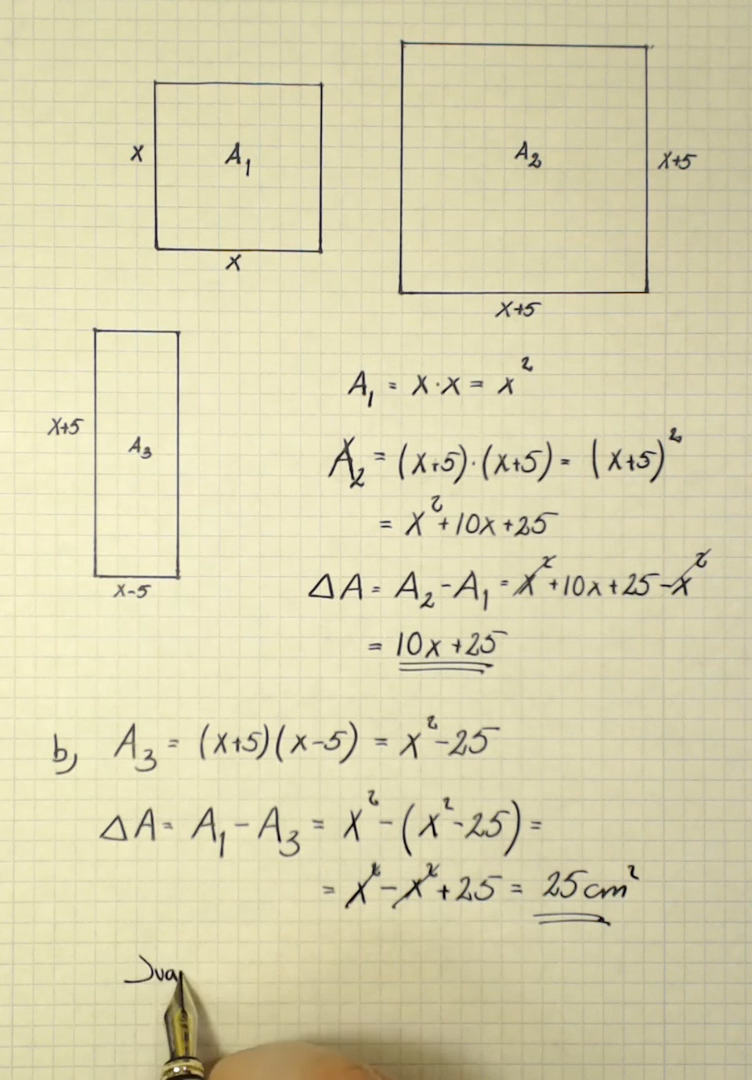 A₁
x
x
A₂
x+5
x+5
A₃
x+5
x-5
A₁ = x·x = x²
A₂ = (x+5)·(x+5) = (x+5)²
= x²+10x+25
ΔA = A₂-A₁ = x²+10x+25-x²
= 10x+25
b) A₃ = (x+5)(x-5) = x²-25
ΔA = A₁-A₃ = x²-(x²-25) =
= x²-x²+25 = 25cm²
Sva